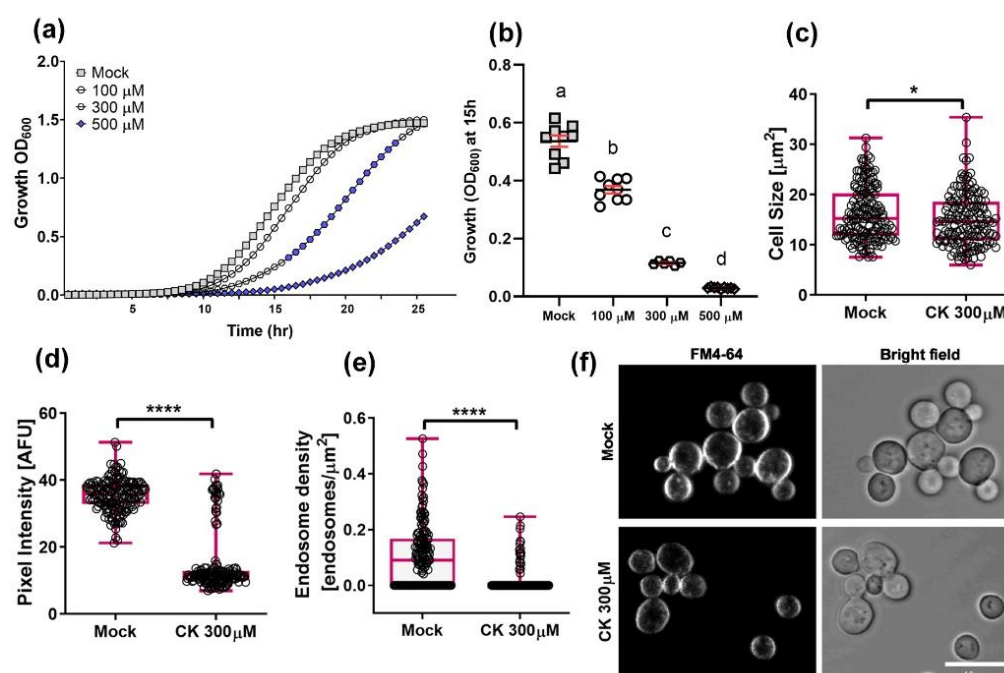 (a)
Growth OD600
2.0
1.5
1.0
0.5
0.0
5
10
15
20
25
Time (hr)
Mock
100 μM
300 μM
500 μM
(b)
Growth (OD600) at 15h
0.8
0.6
0.4
0.2
0.0
a
b
c
d
Mock
100 μM
300 μM
500 μM
(c)
Cell Size [μm2]
40
30
20
10
0
*
Mock
CK 300μM
(d)
Pixel Intensity [AFU]
60
40
20
0
****
Mock
CK 300μM
(e)
Endosome density
[endosomes/μm2]
0.6
0.4
0.2
0.0
****
Mock
CK 300μM
(f)
FM4-64
Bright field
Mock
CK 300μM